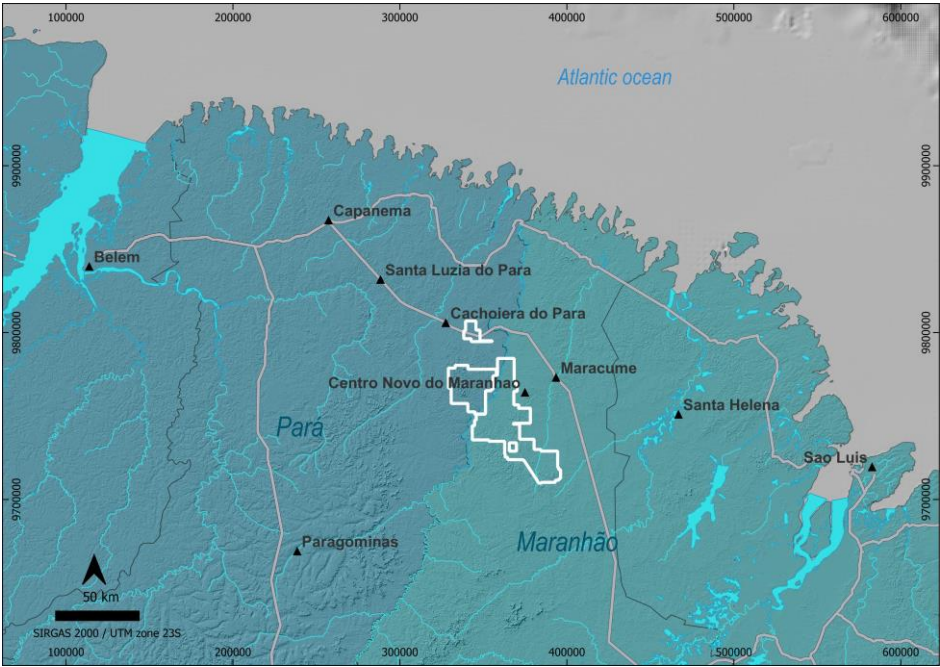 100000
200000
300000
400000
500000
600000
Atlantic ocean
9900000
9900000
Capanema
Belem
Santa Luzia do Para
Cachoiera do Para
9800000
9800000
Maracume
Centro Novo do Maranhao
Santa Helena
Pará
Sao Luis
9700000
9700000
Maranhão
Paragominas
50 km
SIRGAS 2000 / UTM zone 23S
100000
200000
300000
400000
500000
600000